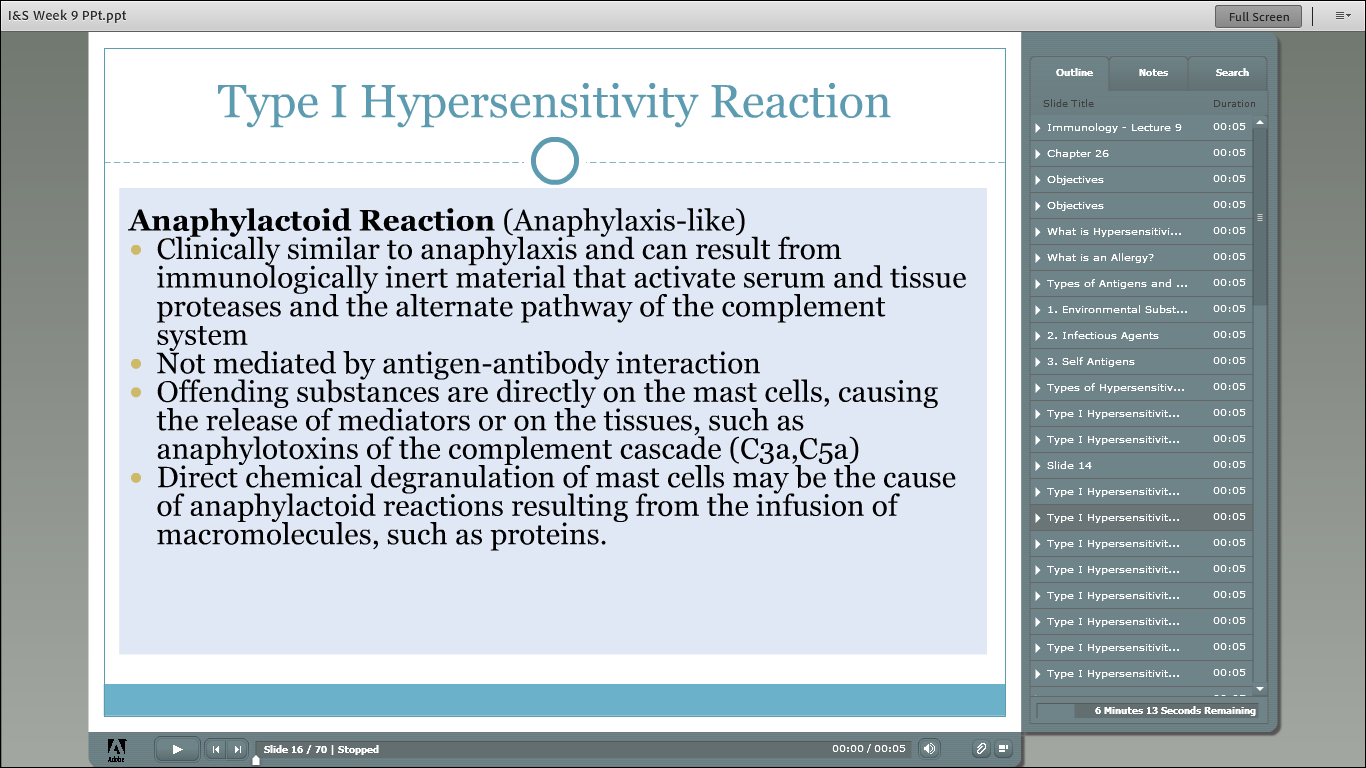 I&S Week 9 PPt.ppt
Full Screen
Type I Hypersensitivity Reaction
Anaphylactoid Reaction (Anaphylaxis-like)
Clinically similar to anaphylaxis and can result from
immunologically inert material that activate serum and tissue
proteases and the alternate pathway of the complement
system
Not mediated by antigen-antibody interaction
Offending substances are directly on the mast cells, causing
the release of mediators or on the tissues, such as
anaphylotoxins of the complement cascade (C3a,C5a)
Direct chemical degranulation of mast cells may be the cause
of anaphylactoid reactions resulting from the infusion of
macromolecules, such as proteins.
Outline Notes Search
Slide Title Duration
Immunology - Lecture 9 00:05
Chapter 26 00:05
Objectives 00:05
Objectives 00:05
What is Hypersensitivi... 00:05
What is an Allergy? 00:05
Types of Antigens and ... 00:05
1. Environmental Subst... 00:05
2. Infectious Agents 00:05
3. Self Antigens 00:05
Types of Hypersensitiv... 00:05
Type I Hypersensitivit... 00:05
Type I Hypersensitivit... 00:05
Slide 14 00:05
Type I Hypersensitivit... 00:05
Type I Hypersensitivit... 00:05
Type I Hypersensitivit... 00:05
Type I Hypersensitivit... 00:05
Type I Hypersensitivit... 00:05
Type I Hypersensitivit... 00:05
Type I Hypersensitivit... 00:05
Type I Hypersensitivit... 00:05
6 Minutes 13 Seconds Remaining
Adobe
Slide 16 / 70 | Stopped 00:00 / 00:05